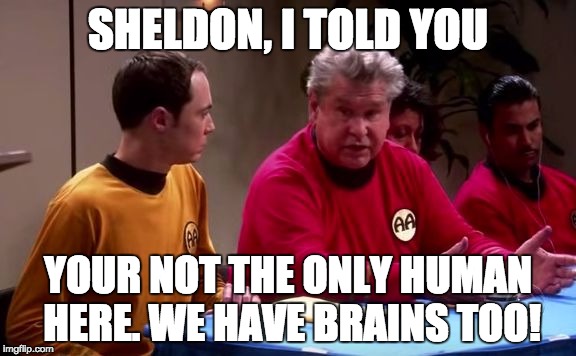 SHELDON, I TOLD YOU
AA
AA
YOUR NOT THE ONLY HUMAN
HERE. WE HAVE BRAINS TOO!
imgflip.com